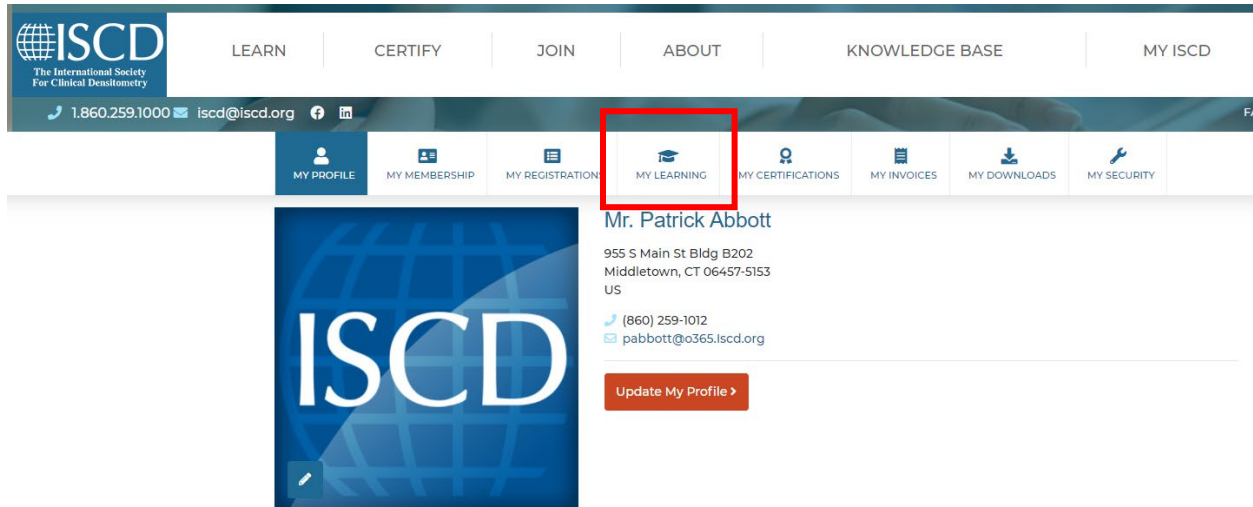 ISCD
The International Society
For Clinical Densitometry
LEARN CERTIFY JOIN ABOUT KNOWLEDGE BASE MY ISCD
1.860.259.1000 iscd@iscd.org
MY PROFILE MY MEMBERSHIP MY REGISTRATIONS MY LEARNING MY CERTIFICATIONS MY INVOICES MY DOWNLOADS MY SECURITY
Mr. Patrick Abbott
955 S Main St Bldg B202
Middletown, CT 06457-5153
US
(860) 259-1012
pabbott@o365.iscd.org
Update My Profile
ISCD